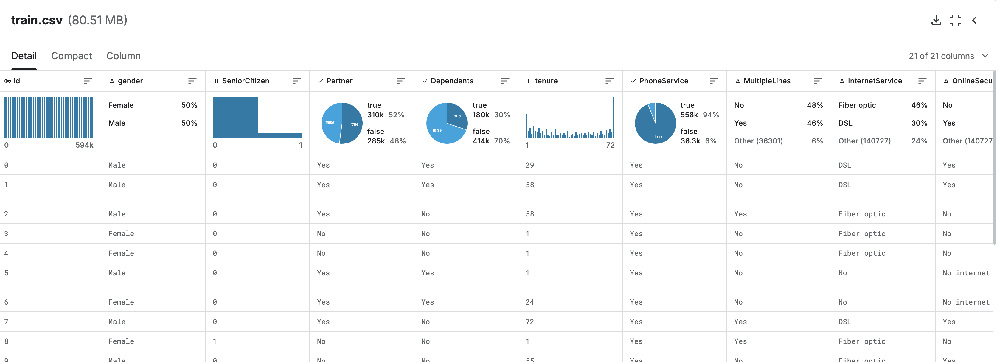 train.csv (80.51 MB)
Detail Compact Column 21 of 21 columns
id gender SeniorCitizen Partner Dependents tenure PhoneService MultipleLines InternetService OnlineSecu
Female 50% true true true No 48% Fiber optic 46% No
310k 52% 180k 30% 558k 94%
Male 50% false true true false Yes 46% DSL 30% Yes
false false false
285k 48% 414k 70% true 36.3k 6% Other (36301) 6% Other (140727) 24% Other (140727)
0 594k 0 1 1 72
0 Male 0 Yes Yes 29 Yes No DSL Yes
1 Male 0 Yes Yes 58 Yes No DSL Yes
2 Male 0 Yes No 58 Yes Yes Fiber optic No
3 Female 0 No No 1 Yes No Fiber optic No
4 Female 0 No No 1 Yes No Fiber optic No
5 Male 0 Yes Yes 1 Yes No No No internet
6 Female 0 Yes Yes 24 Yes No No No internet
7 Male 0 Yes No 72 Yes Yes DSL Yes
8 Female 1 No No 1 Yes Yes Fiber optic No
9 Male 0 No No 55 Yes No Fiber optic Yes